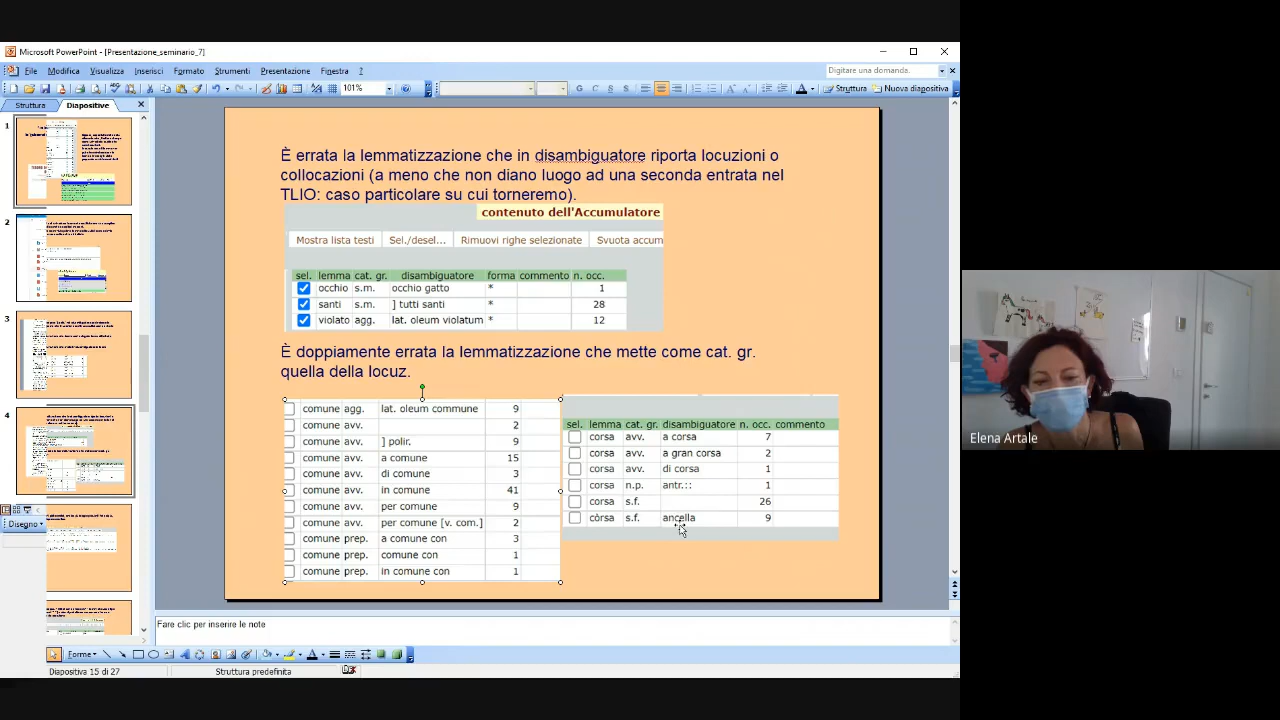 Microsoft PowerPoint - [Presentazione_seminario_7]
File Modifica Visualizza Inserisci Formato Strumenti Presentazione Finestra ?
Digitare una domanda.
101%
G C S S
Struttura Nuova diapositiva
Struttura Diapositive
1
2
3
4
È errata la lemmatizzazione che in disambiguatore riporta locuzioni o
collocazioni (a meno che non diano luogo ad una seconda entrata nel
TLIO: caso particolare su cui torneremo).
contenuto dell'Accumulatore
Mostra lista testi Sel./desel... Rimuovi righe selezionate Svuota accum
sel. lemma cat. gr. disambiguatore forma commento n. occ.
occhio s.m. occhio gatto * 1
santi s.m. ] tutti santi * 28
violato agg. lat. oleum violatum * 12
È doppiamente errata la lemmatizzazione che mette come cat. gr.
quella della locuz.
comune agg. lat. oleum commune 9
comune avv. 2
comune avv. ] polir. 9
comune avv. a comune 15
comune avv. di comune 3
comune avv. in comune 41
comune avv. per comune 9
comune avv. per comune [v. com.] 2
comune prep. a comune con 3
comune prep. comune con 1
comune prep. in comune con 1
sel. lemma cat. gr. disambiguatore n. occ. commento
corsa avv. a corsa 7
corsa avv. a gran corsa 2
corsa avv. di corsa 1
corsa n.p. antr.:: 1
corsa s.f. 26
còrsa s.f. ancella 9
Elena Artale
Disegno
Fare clic per inserire le note
Forme
Diapositiva 15 di 27 Struttura predefinita